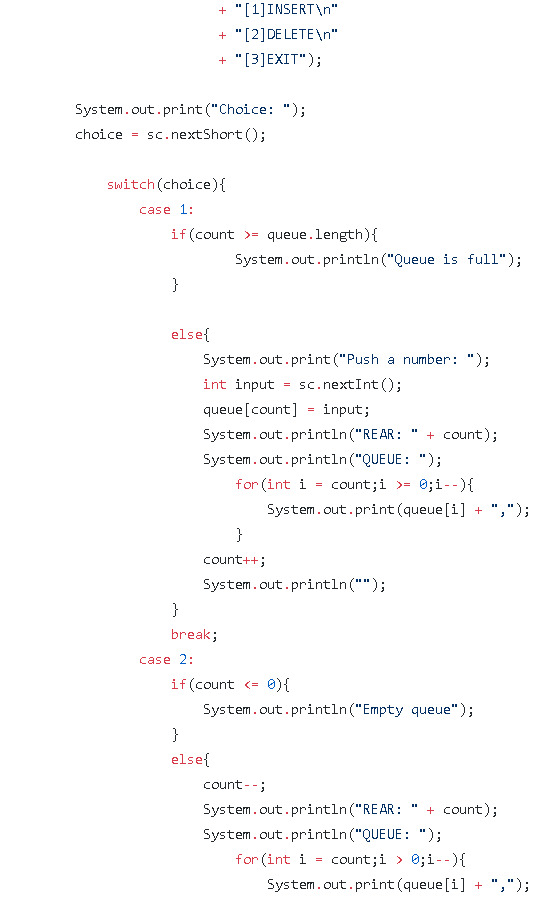 + "[1]INSERT\n"
+ "[2]DELETE\n"
+ "[3]EXIT");
System.out.print("Choice: ");
choice = sc.nextShort();
switch(choice){
case 1:
if(count >= queue.length){
System.out.println("Queue is full");
}
else{
System.out.print("Push a number: ");
int input = sc.nextInt();
queue[count] = input;
System.out.println("REAR: " + count);
System.out.println("QUEUE: ");
for(int i = count;i >= 0;i--){
System.out.print(queue[i] + ",");
}
count++;
System.out.println("");
}
break;
case 2:
if(count <= 0){
System.out.println("Empty queue");
}
else{
count--;
System.out.println("REAR: " + count);
System.out.println("QUEUE: ");
for(int i = count;i > 0;i--){
System.out.print(queue[i] + ",");